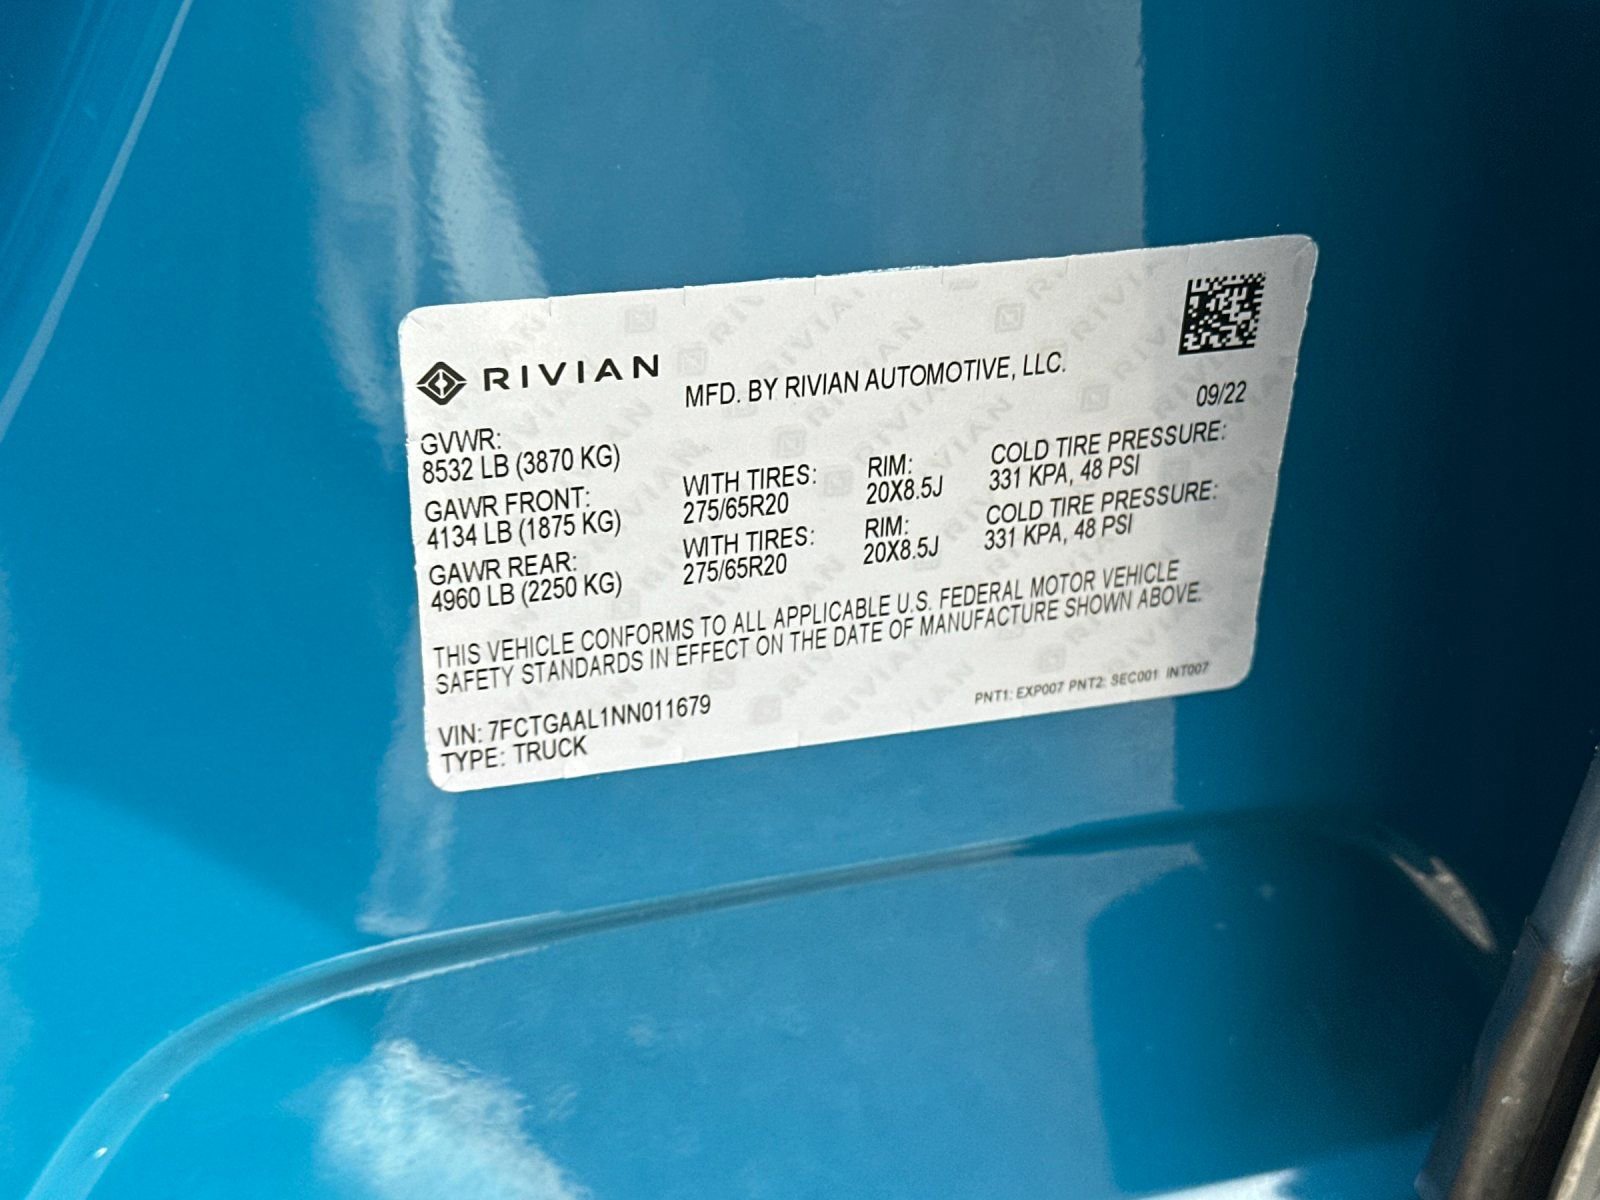 RIVIAN
MFD. BY RIVIAN AUTOMOTIVE, LLC.
09/22
GVWR:
8532 LB (3870 KG)
GAWR FRONT:
4134 LB (1875 KG)
WITH TIRES:
275/65R20
RIM:
20X8.5J
COLD TIRE PRESSURE:
331 KPA, 48 PSI
GAWR REAR:
4960 LB (2250 KG)
WITH TIRES:
275/65R20
RIM:
20X8.5J
COLD TIRE PRESSURE:
331 KPA, 48 PSI
THIS VEHICLE CONFORMS TO ALL APPLICABLE U.S. FEDERAL MOTOR VEHICLE
SAFETY STANDARDS IN EFFECT ON THE DATE OF MANUFACTURE SHOWN ABOVE.
VIN: 7FCTGAAL1NN011679
TYPE: TRUCK
PNT1: EXP007 PNT2: SEC001 INT007